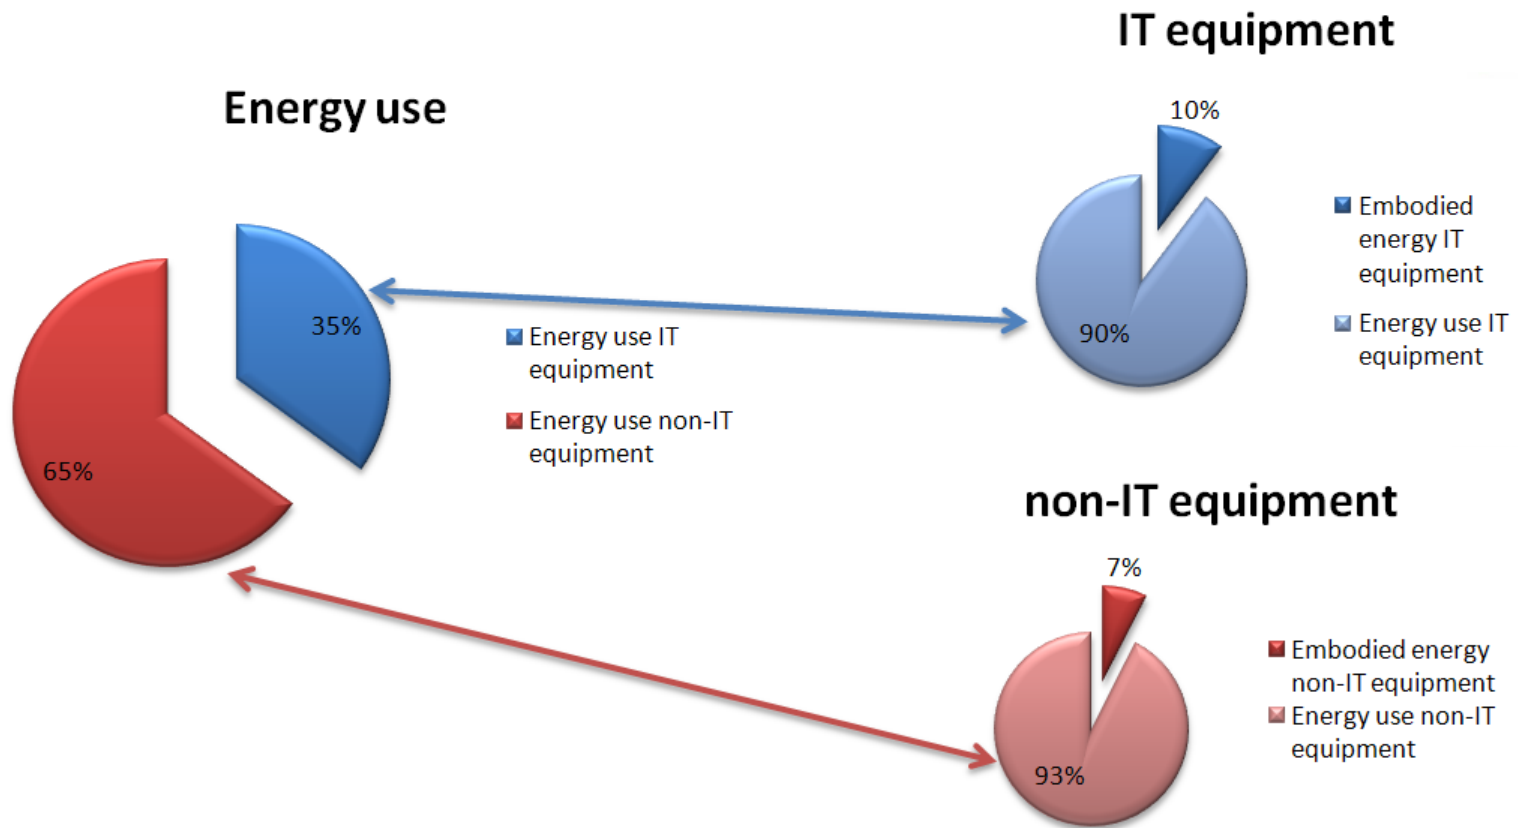 Energy use
35%
65%
Energy use IT
equipment
Energy use non-IT
equipment
IT equipment
10%
90%
Embodied
energy IT
equipment
Energy use IT
equipment
non-IT equipment
7%
93%
Embodied energy
non-IT equipment
Energy use non-IT
equipment